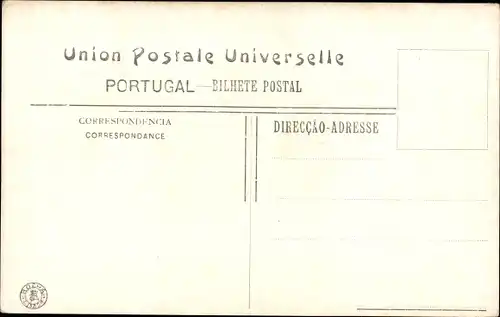 Union Postale Universelle
PORTUGAL—BILHETE POSTAL
CORRESPONDENCIA
CORRESPONDANCE
DIRECÇÃO-ADRESSE